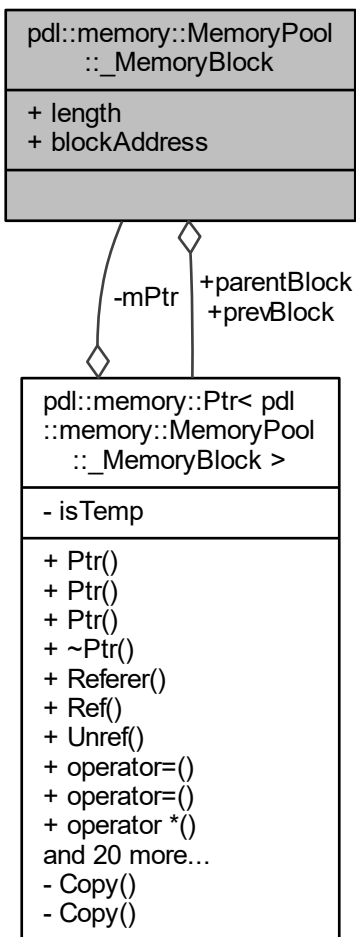 pdl::memory::MemoryPool
::_MemoryBlock
+ length
+ blockAddress
-mPtr
+parentBlock
+prevBlock
pdl::memory::Ptr< pdl
::memory::MemoryPool
::_MemoryBlock >
- isTemp
+ Ptr()
+ Ptr()
+ Ptr()
+ ~Ptr()
+ Referer()
+ Ref()
+ Unref()
+ operator=()
+ operator=()
+ operator *()
and 20 more...
- Copy()
- Copy()